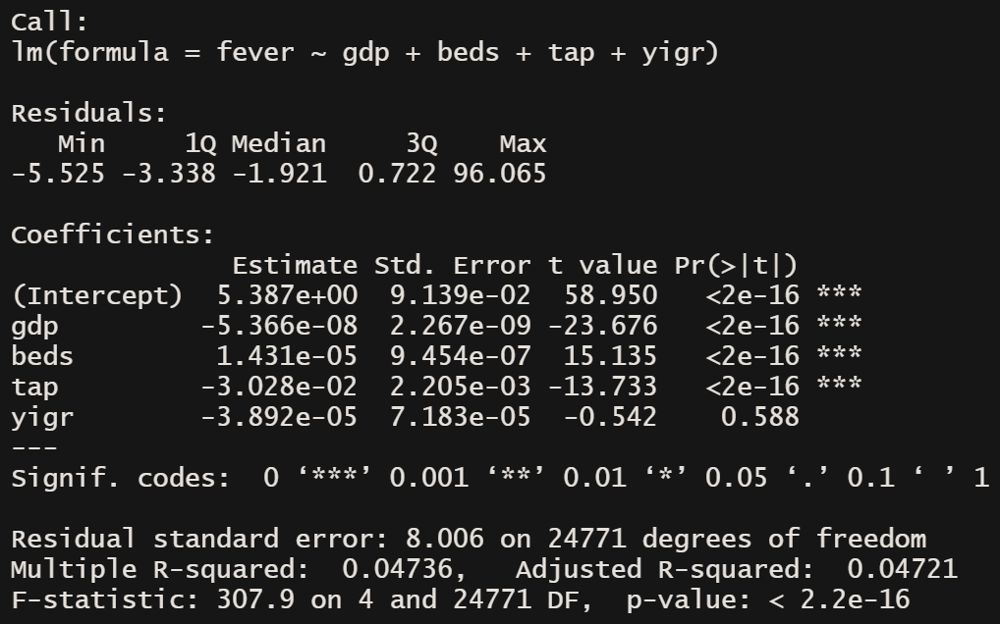 Call:
lm(formula = fever ~ gdp + beds + tap + yigr)
Residuals:
Min 1Q Median 3Q Max
-5.525 -3.338 -1.921 0.722 96.065
Coefficients:
Estimate Std. Error t value Pr(>|t|)
(Intercept) 5.387e+00 9.139e-02 58.950 <2e-16 ***
gdp -5.366e-08 2.267e-09 -23.676 <2e-16 ***
beds 1.431e-05 9.454e-07 15.135 <2e-16 ***
tap -3.028e-02 2.205e-03 -13.733 <2e-16 ***
yigr -3.892e-05 7.183e-05 -0.542 0.588
---
Signif. codes: 0 ‘***’ 0.001 ‘**’ 0.01 ‘*’ 0.05 ‘.’ 0.1 ‘ ’ 1
Residual standard error: 8.006 on 24771 degrees of freedom
Multiple R-squared: 0.04736, Adjusted R-squared: 0.04721
F-statistic: 307.9 on 4 and 24771 DF, p-value: < 2.2e-16